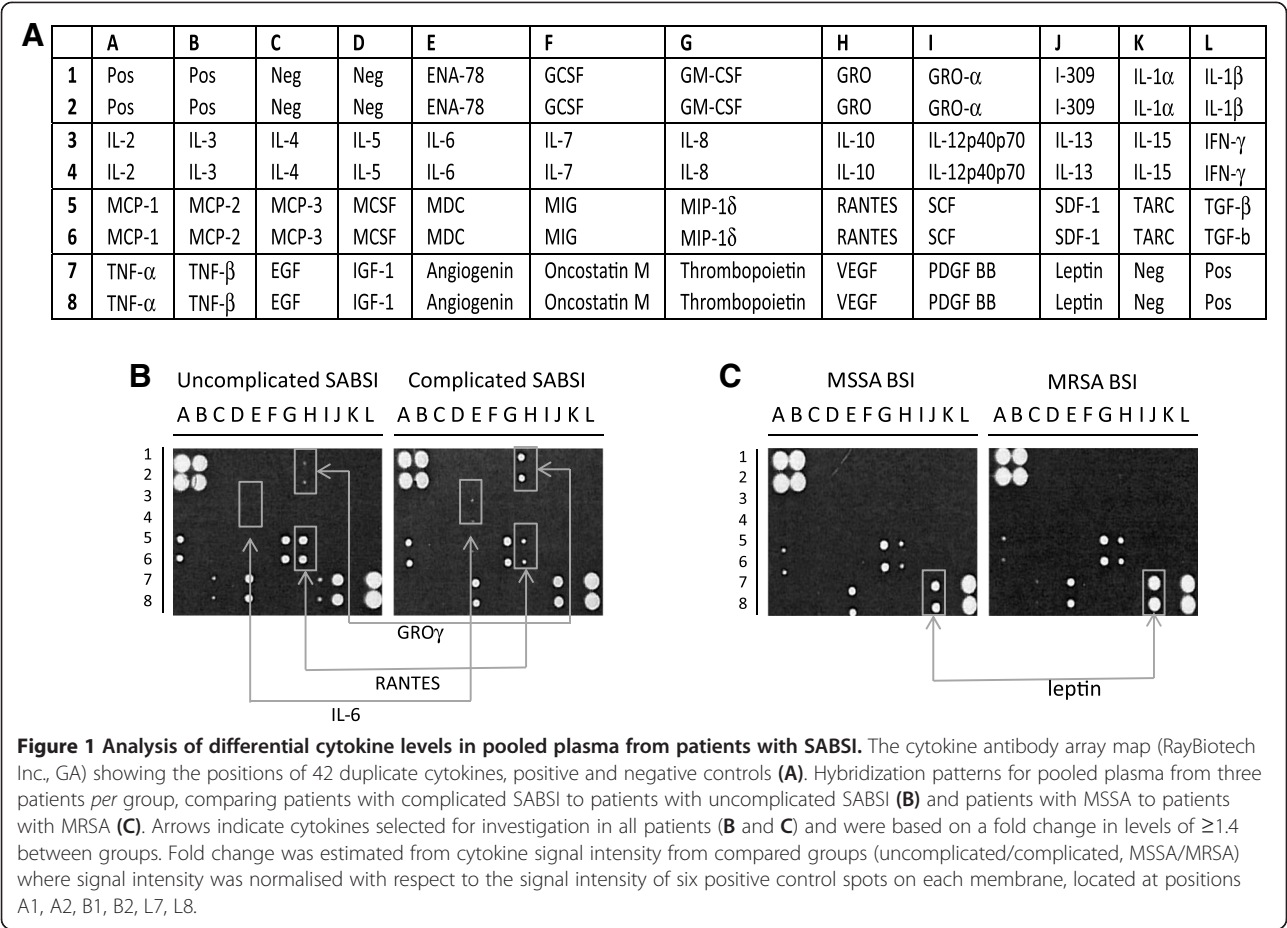 A
A B C D E F G H I J K L
1 Pos Pos Neg Neg ENA-78 GCSF GM-CSF GRO GRO-α I-309 IL-1α IL-1β
2 Pos Pos Neg Neg ENA-78 GCSF GM-CSF GRO GRO-α I-309 IL-1α IL-1β
3 IL-2 IL-3 IL-4 IL-5 IL-6 IL-7 IL-8 IL-10 IL-12p40p70 IL-13 IL-15 IFN-γ
4 IL-2 IL-3 IL-4 IL-5 IL-6 IL-7 IL-8 IL-10 IL-12p40p70 IL-13 IL-15 IFN-γ
5 MCP-1 MCP-2 MCP-3 MCSF MDC MIG MIP-1δ RANTES SCF SDF-1 TARC TGF-β
6 MCP-1 MCP-2 MCP-3 MCSF MDC MIG MIP-1δ RANTES SCF SDF-1 TARC TGF-b
7 TNF-α TNF-β EGF IGF-1 Angiogenin Oncostatin M Thrombopoietin VEGF PDGF BB Leptin Neg Pos
8 TNF-α TNF-β EGF IGF-1 Angiogenin Oncostatin M Thrombopoietin VEGF PDGF BB Leptin Neg Pos
B
Uncomplicated SABSI Complicated SABSI
A B C D E F G H I J K L A B C D E F G H I J K L
1
2
3
4
5
6
7
8
GROγ
RANTES
IL-6
C
MSSA BSI MRSA BSI
A B C D E F G H I J K L A B C D E F G H I J K L
1
2
3
4
5
6
7
8
leptin
Figure 1 Analysis of differential cytokine levels in pooled plasma from patients with SABSI. The cytokine antibody array map (RayBiotech
Inc., GA) showing the positions of 42 duplicate cytokines, positive and negative controls (A). Hybridization patterns for pooled plasma from three
patients per group, comparing patients with complicated SABSI to patients with uncomplicated SABSI (B) and patients with MSSA to patients
with MRSA (C). Arrows indicate cytokines selected for investigation in all patients (B and C) and were based on a fold change in levels of ≥1.4
between groups. Fold change was estimated from cytokine signal intensity from compared groups (uncomplicated/complicated, MSSA/MRSA)
where signal intensity was normalised with respect to the signal intensity of six positive control spots on each membrane, located at positions
A1, A2, B1, B2, L7, L8.